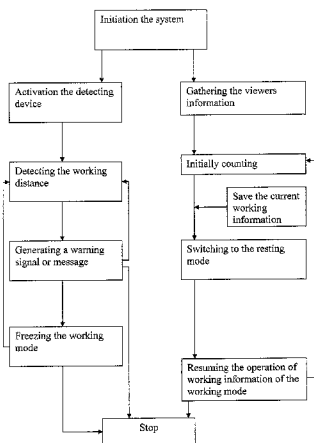 Initiation the system
Activation the detecting
device
Gathering the viewers
information
Detecting the working
distance
Initially counting
Save the current
working
information
Generating a warning
signal or message
Switching to the resting
mode
Freezing the working
mode
Resuming the operation of
working information of the
working mode
Stop